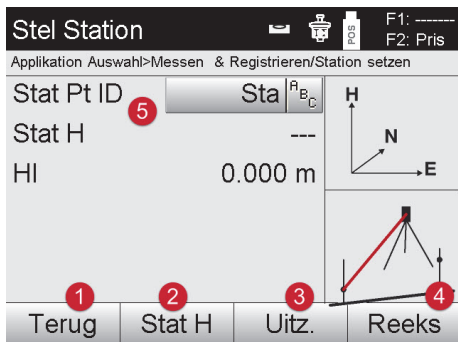 Stel Station
POS
F1: -------
F2: Pris
Applikation Auswahl>Messen & Registrieren/Station setzen
Stat Pt ID
5
Sta
ABC
Stat H
---
HI
0.000 m
H
N
E
1
2
3
4
Terug
Stat H
Uitz.
Reeks